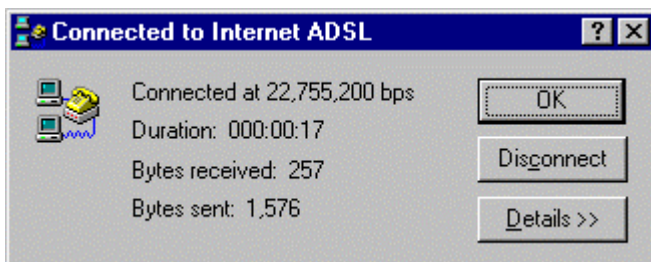 Connected to Internet ADSL
Connected at 22,755,200 bps
OK
Duration: 000:00:17
Bytes received: 257
Disconnect
Bytes sent: 1,576
Details >>